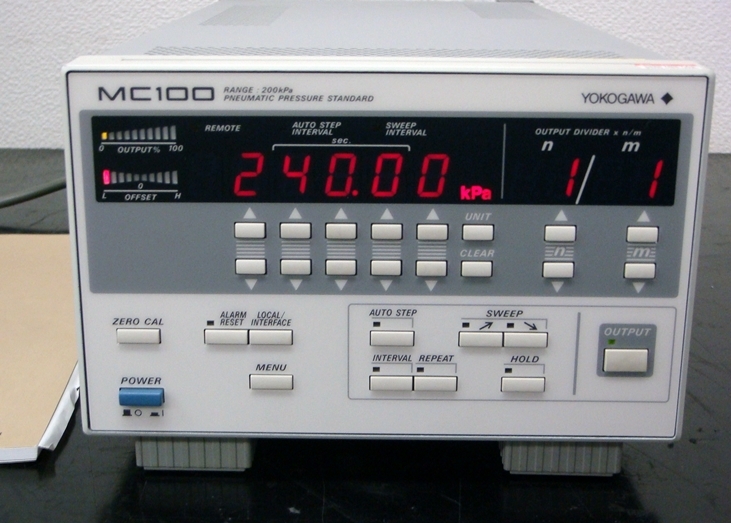 MC100 RANGE : 200kPa
PNEUMATIC PRESSURE STANDARD
YOKOGAWA
REMOTE
AUTO STEP INTERVAL
SWEEP INTERVAL
sec.
OUTPUT DIVIDER x n/m
n m
0 OUTPUT% 100
0
L OFFSET H
240.00 kPa
1/ 1
UNIT
CLEAR
n
m
ZERO CAL
ALARM RESET
LOCAL/ INTERFACE
AUTO STEP
SWEEP
OUTPUT
MENU
INTERVAL
REPEAT
HOLD
POWER